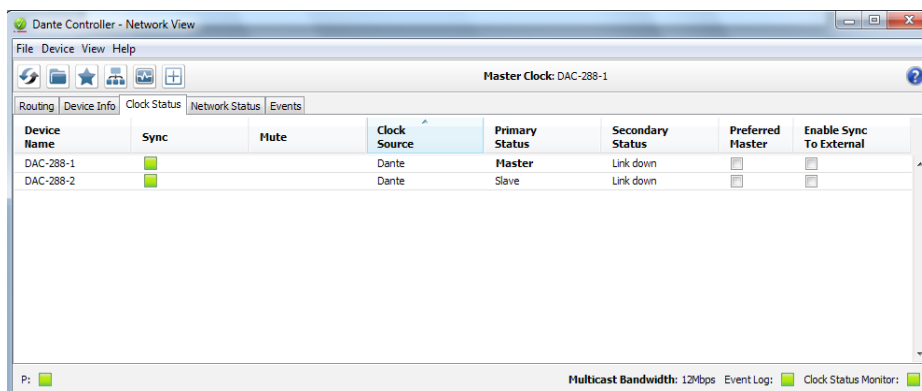 Dante Controller - Network View
File Device View Help
Master Clock: DAC-288-1
Routing Device Info Clock Status Network Status Events
Device Name Sync Mute Clock Source Primary Status Secondary Status Preferred Master Enable Sync To External
DAC-288-1 Dante Master Link down
DAC-288-2 Dante Slave Link down
P: Multicast Bandwidth: 12Mbps Event Log: Clock Status Monitor: